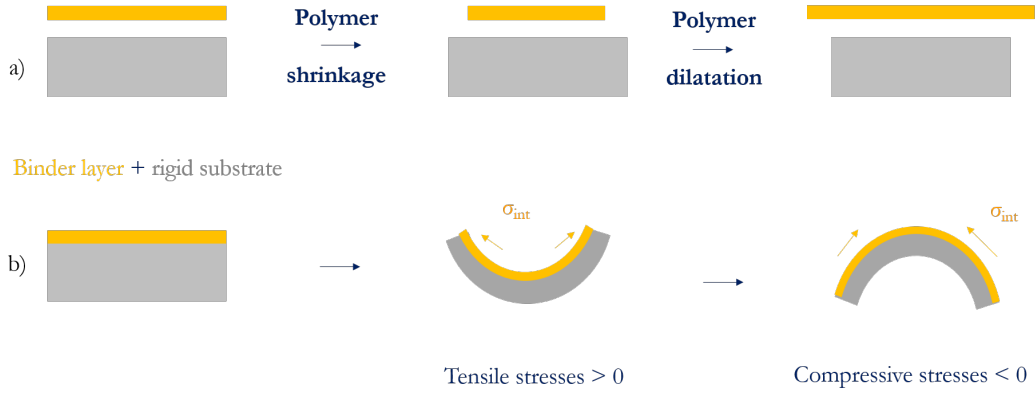 Polymer
shrinkage
Polymer
dilatation
a)
Binder layer + rigid substrate
b)
σint
σint
Tensile stresses > 0
Compressive stresses < 0